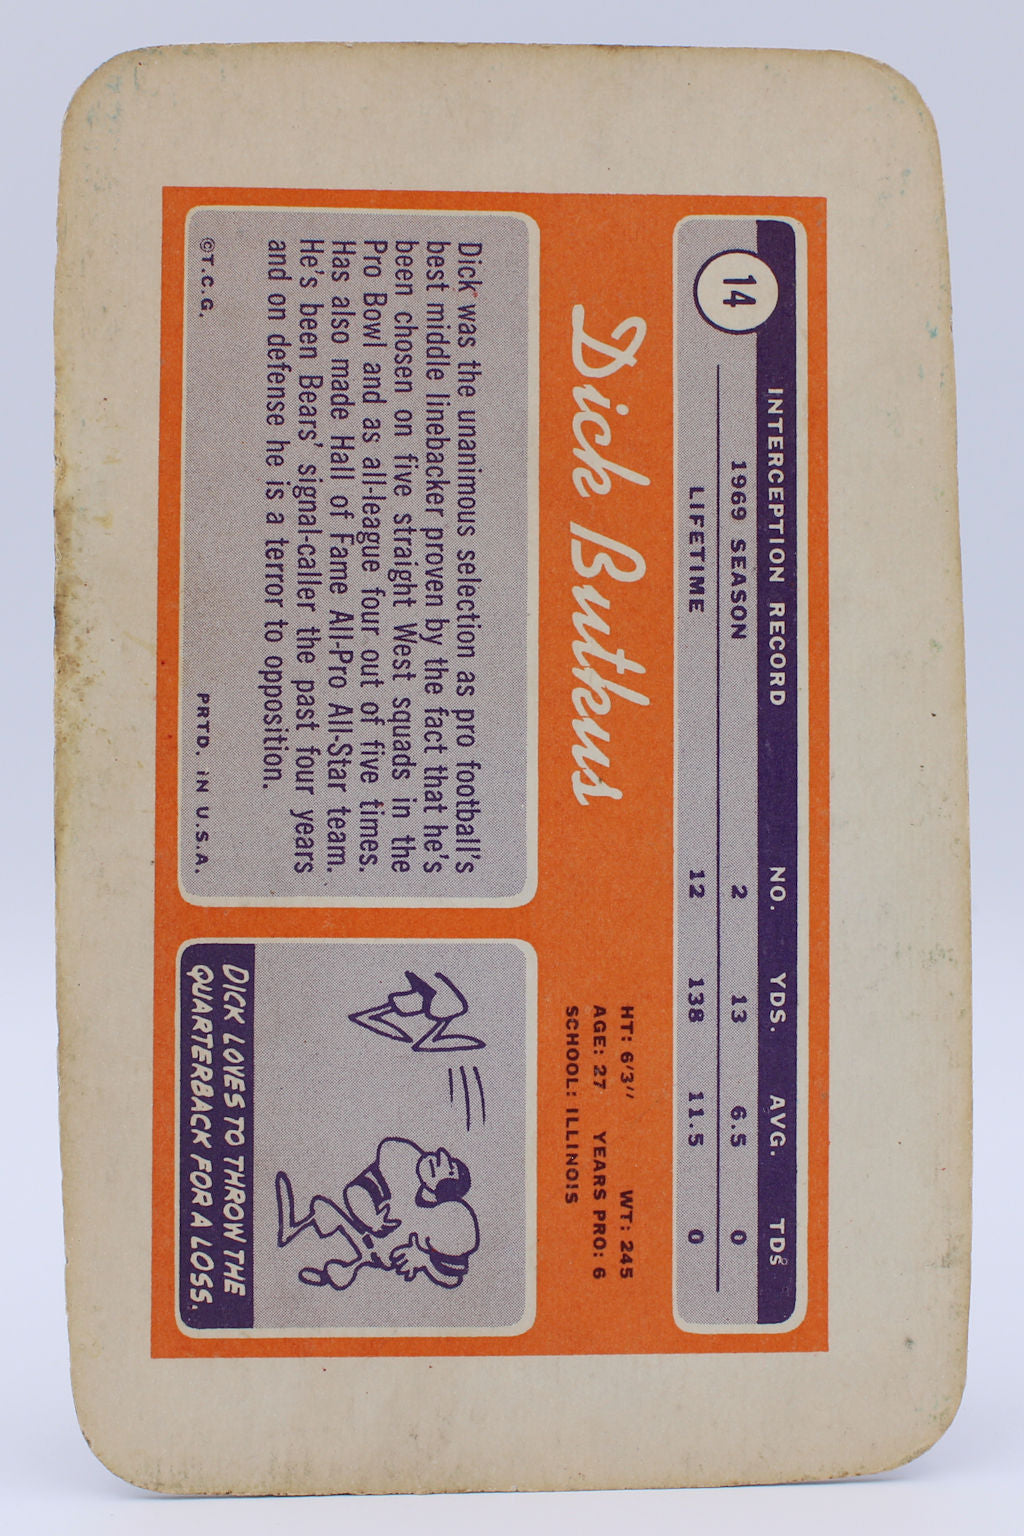 14
INTERCEPTION RECORD NO. YDS. AVG. TDS
1969 SEASON 2 13 6.5 0
LIFETIME 12 138 11.5 0
Dick Butkus
HT: 6'3'' WT: 245
AGE: 27 YEARS PRO: 6
SCHOOL: ILLINOIS
Dick was the unanimous selection as pro football's
best middle linebacker proven by the fact that he's
been chosen on five straight West squads in the
Pro Bowl and as all-league four out of five times.
Has also made Hall of Fame All-Pro All-Star team.
He's been Bears' signal-caller the past four years
and on defense he is a terror to opposition.
©T.C.G. PRTD. IN U.S.A.
DICK LOVES TO THROW THE
QUARTERBACK FOR A LOSS.